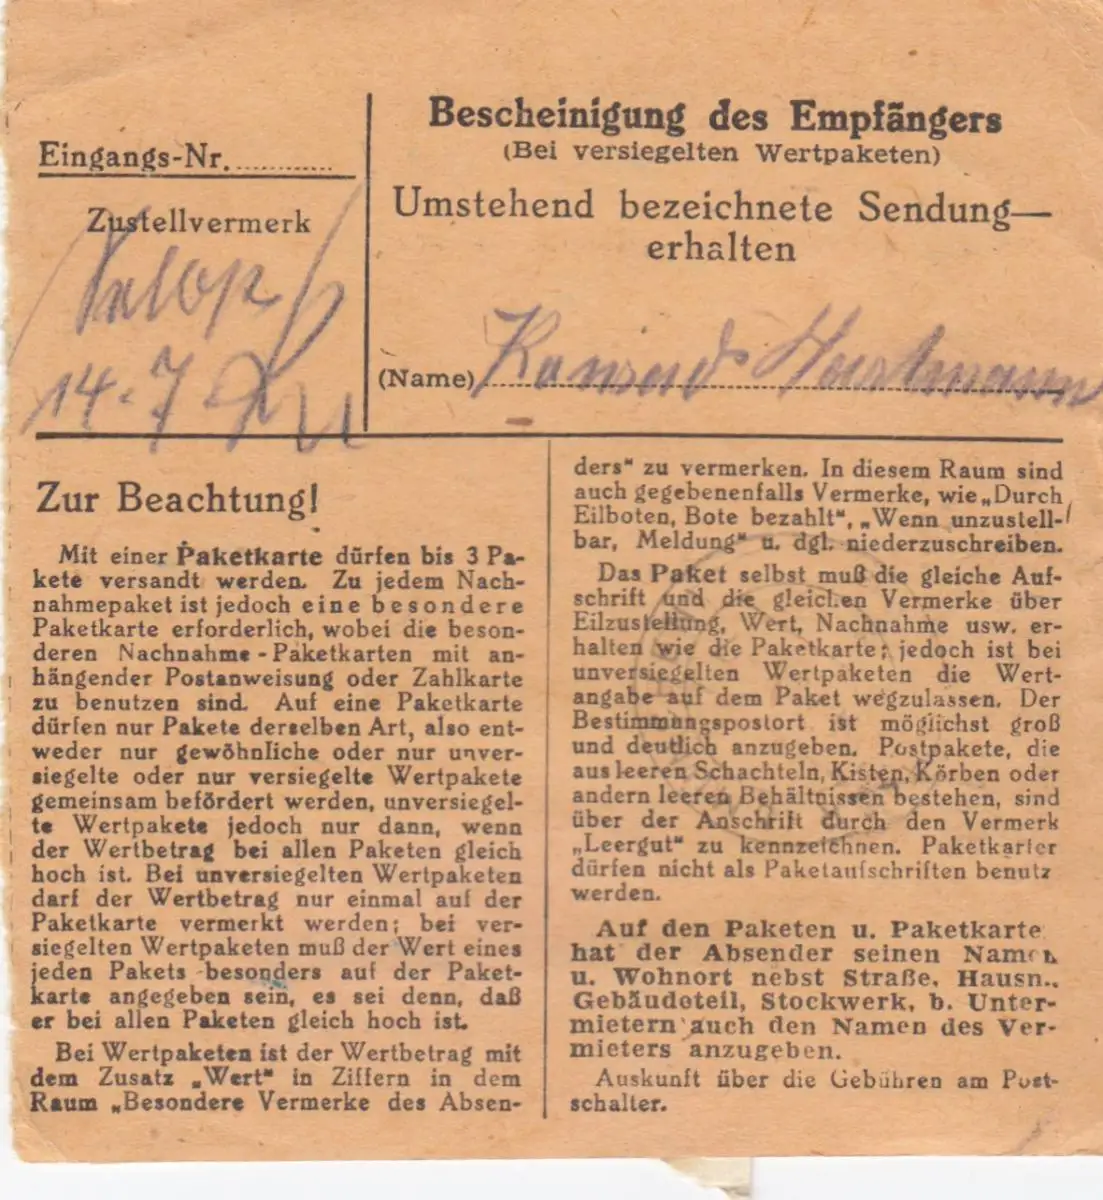 Eingangs-Nr. ............
Zustellvermerk
14. 7.
Bescheinigung des Empfängers
(Bei versiegelten Wertpaketen)
Umstehend bezeichnete Sendung—
erhalten
(Name) Hartmann
Zur Beachtung!
Mit einer Paketkarte dürfen bis 3 Pa-
kete versandt werden. Zu jedem Nach-
nahmepaket ist jedoch eine besondere
Paketkarte erforderlich, wobei die beson-
deren Nachnahme-Paketkarten mit an-
hängender Postanweisung oder Zahlkarte
zu benutzen sind. Auf eine Paketkarte
dürfen nur Pakete derselben Art, also ent-
weder nur gewöhnliche oder nur unver-
siegelte oder nur versiegelte Wertpakete
gemeinsam befördert werden, unversiegel-
te Wertpakete jedoch nur dann, wenn
der Wertbetrag bei allen Paketen gleich
hoch ist. Bei unversiegelten Wertpaketen
darf der Wertbetrag nur einmal auf der
Paketkarte vermerkt werden; bei ver-
siegelten Wertpaketen muß der Wert eines
jeden Pakets besonders auf der Paket-
karte angegeben sein, es sei denn, daß
er bei allen Paketen gleich hoch ist.
Bei Wertpaketen ist der Wertbetrag mit
dem Zusatz „Wert" in Ziffern in dem
Raum „Besondere Vermerke des Absen-
ders" zu vermerken. In diesem Raum sind
auch gegebenenfalls Vermerke, wie „Durch
Eilboten, Bote bezahlt", „Wenn unzustell-
bar, Meldung" u. dgl. niederzuschreiben.
Das Paket selbst muß die gleiche Auf-
schrift und die gleichen Vermerke über
Eilzustellung, Wert, Nachnahme usw. er-
halten wie die Paketkarte; jedoch ist bei
unversiegelten Wertpaketen die Wert-
angabe auf dem Paket wegzulassen. Der
Bestimmungspostort ist möglichst groß
und deutlich anzugeben. Postpakete, die
aus leeren Schachteln, Kisten, Körben oder
andern leeren Behältnissen bestehen, sind
über der Anschrift durch den Vermerk
„Leergut" zu kennzeichnen. Paketkarter
dürfen nicht als Paketaufschriften benutz
werden.
Auf den Paketen u. Paketkarte
hat der Absender seinen Namen
u. Wohnort nebst Straße, Hausn..
Gebäudeteil, Stockwerk, b. Unter-
mietern auch den Namen des Ver-
mieters anzugeben.
Auskunft über die Gebühren am Post-
schalter.